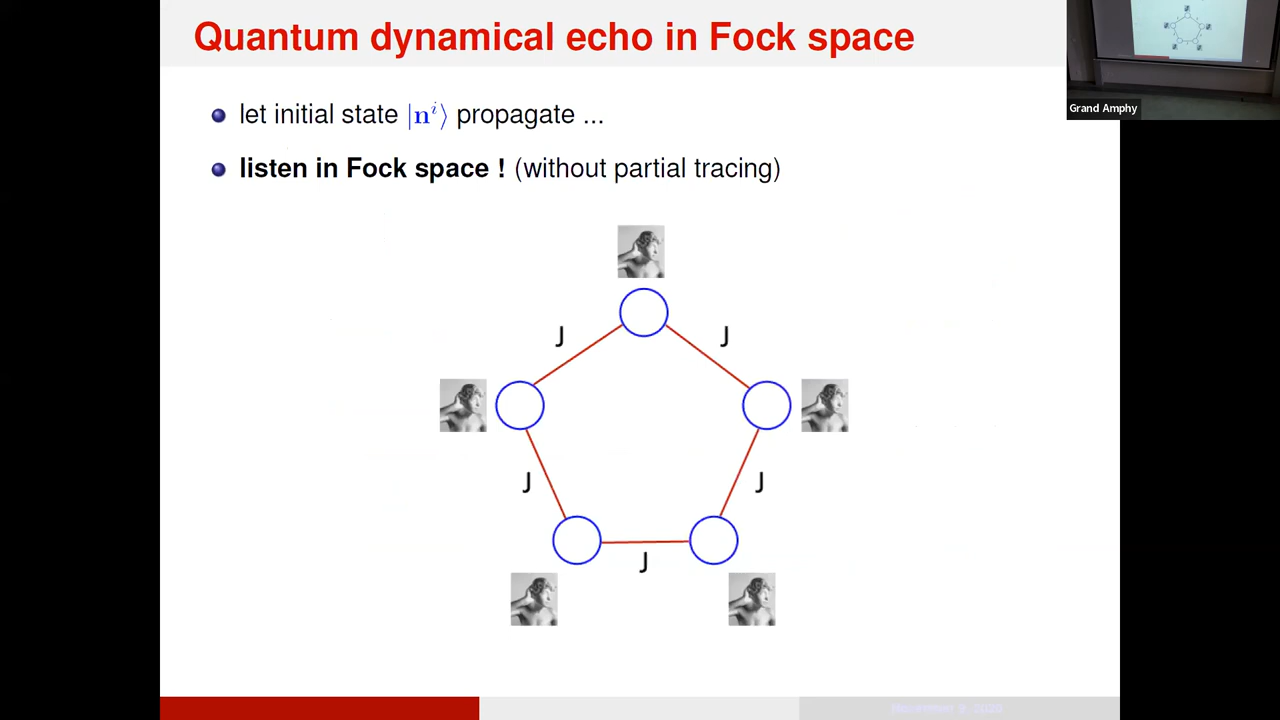 Quantum dynamical echo in Fock space
Grand Amphy
let initial state |n^i⟩ propagate ...
listen in Fock space ! (without partial tracing)
J J
J J
J